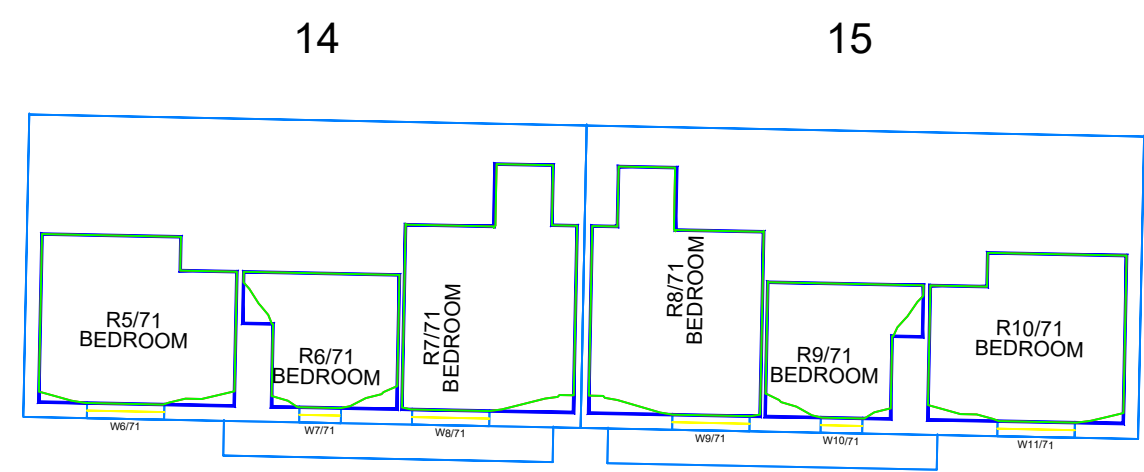 14
15
R5/71
BEDROOM
R6/71
BEDROOM
R7/71
BEDROOM
R8/71
BEDROOM
R9/71
BEDROOM
R10/71
BEDROOM
W6/71
W7/71
W8/71
W9/71
W10/71
W11/71